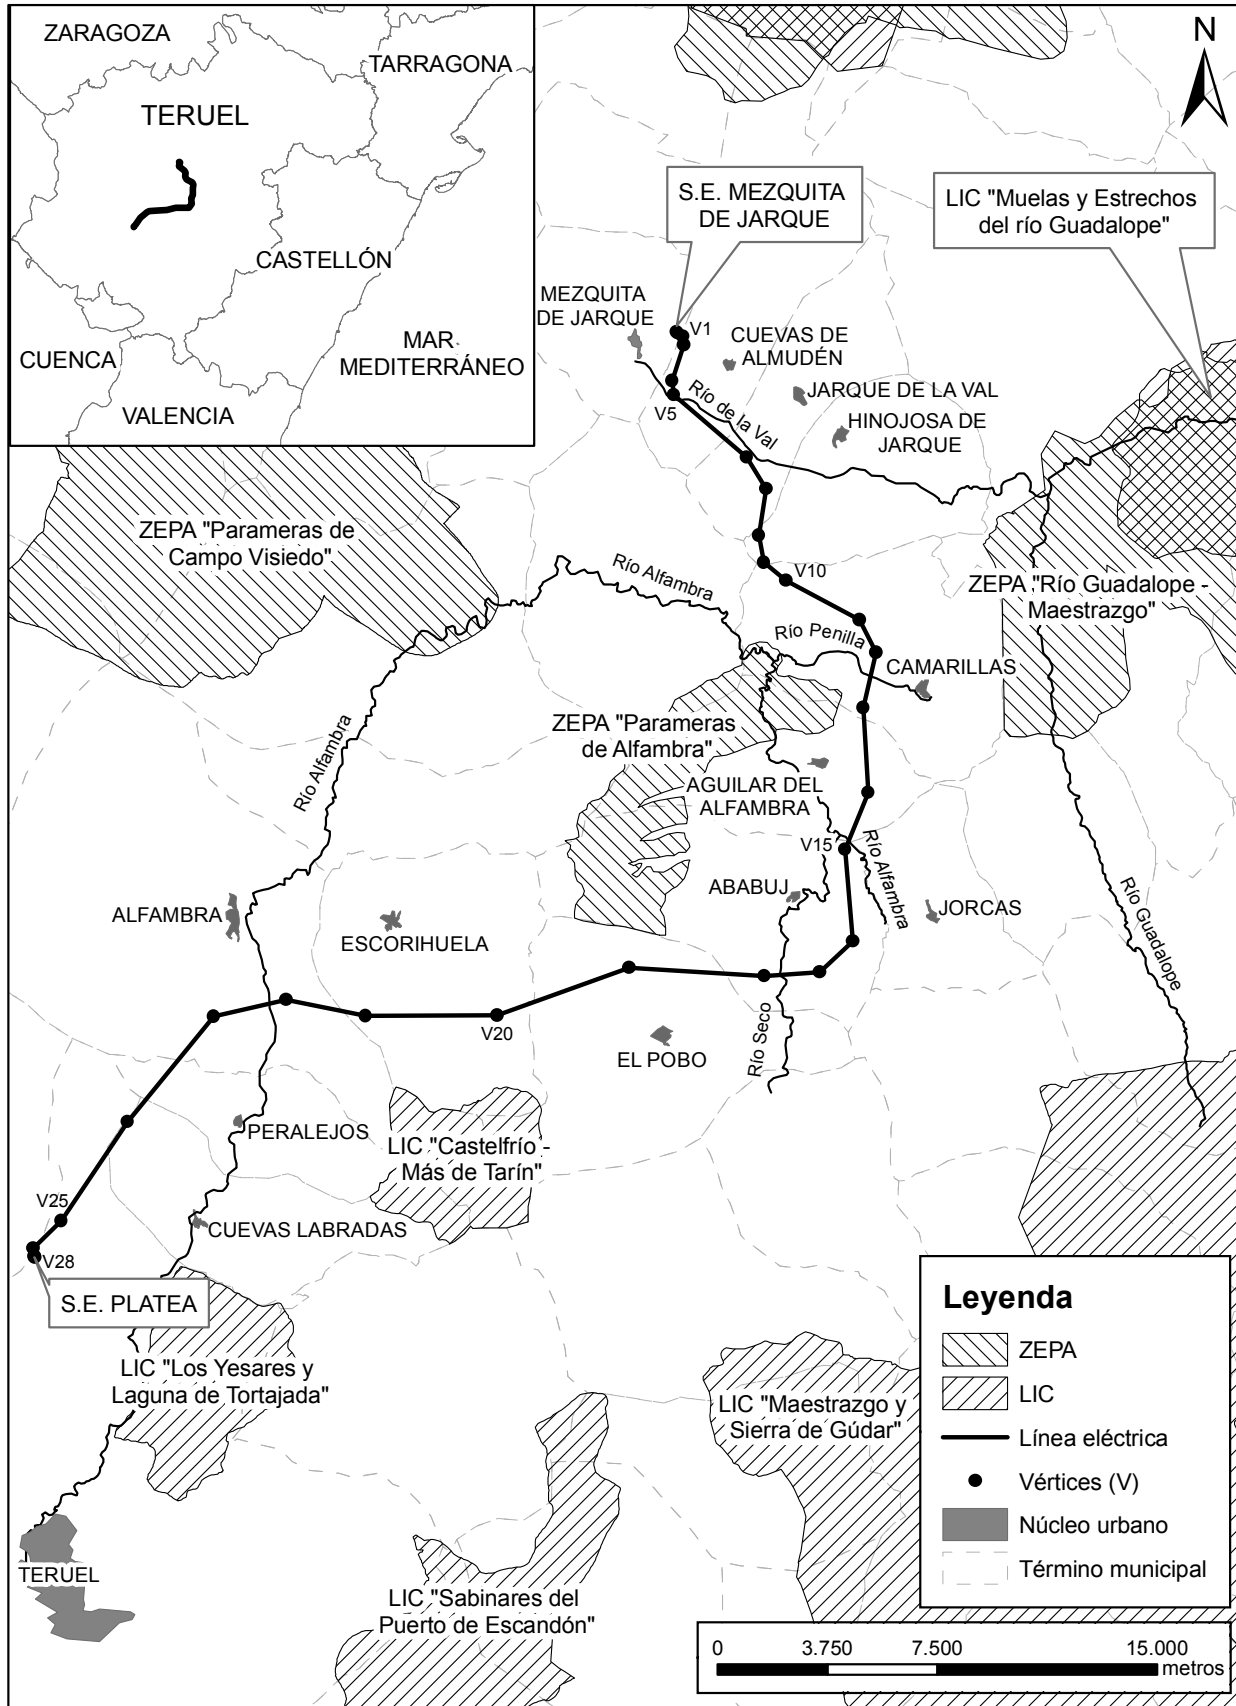 ZARAGOZA
TARRAGONA
TERUEL
CASTELLÓN
CUENCA
MAR
MEDITERRÁNEO
VALENCIA
N
S.E. MEZQUITA
DE JARQUE
LIC "Muelas y Estrechos
del río Guadalope"
MEZQUITA
DE JARQUE
V1
CUEVAS DE
ALMUDÉN
JARQUE DE LA VAL
V5
Río de la Val
HINOJOSA DE
JARQUE
ZEPA "Parameras de
Campo Visiedo"
Río Alfambra
V10
ZEPA "Río Guadalope -
Maestrazgo"
Río Penilla
CAMARILLAS
ZEPA "Parameras
de Alfambra"
Río Alfambra
AGUILAR DEL
ALFAMBRA
V15
Río Alfambra
ABABUJ
JORCAS
Río Guadalope
ALFAMBRA
ESCORIHUELA
V20
EL POBO
Río Seco
PERALEJOS
LIC "Castelfrío -
Más de Tarín"
V25
CUEVAS LABRADAS
V28
S.E. PLATEA
LIC "Los Yesares y
Laguna de Tortajada"
LIC "Maestrazgo y
Sierra de Gúdar"
TERUEL
LIC "Sabinares del
Puerto de Escandón"
Leyenda
ZEPA
LIC
Línea eléctrica
Vértices (V)
Núcleo urbano
Término municipal
0 3.750 7.500 15.000
metros